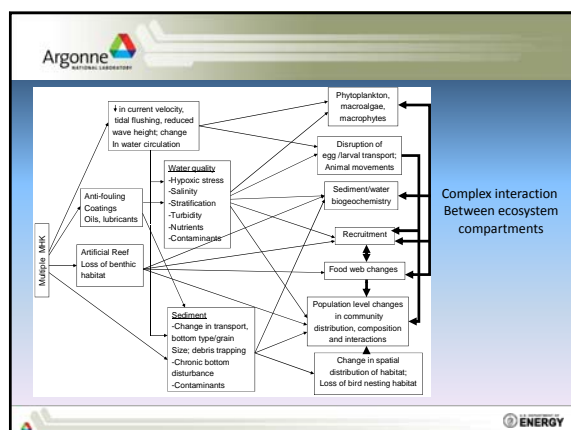 Argonne
NATIONAL LABORATORY
Multiple MHK
↓ in current velocity,
tidal flushing, reduced
wave height; change
In water circulation
Anti-fouling
Coatings
Oils, lubricants
Artificial Reef
Loss of benthic
habitat
Water quality
-Hypoxic stress
-Salinity
-Stratification
-Turbidity
-Nutrients
-Contaminants
Sediment
-Change in transport,
bottom type/grain
Size; debris trapping
-Chronic bottom
disturbance
-Contaminants
Phytoplankton,
macroalgae,
macrophytes
Disruption of
egg /larval transport;
Animal movements
Sediment/water
biogeochemistry
Recruitment
Food web changes
Population level changes
in community
distribution, composition
and interactions
Change in spatial
distribution of habitat;
Loss of bird nesting habitat
Complex interaction
Between ecosystem
compartments
U.S. DEPARTMENT OF
ENERGY